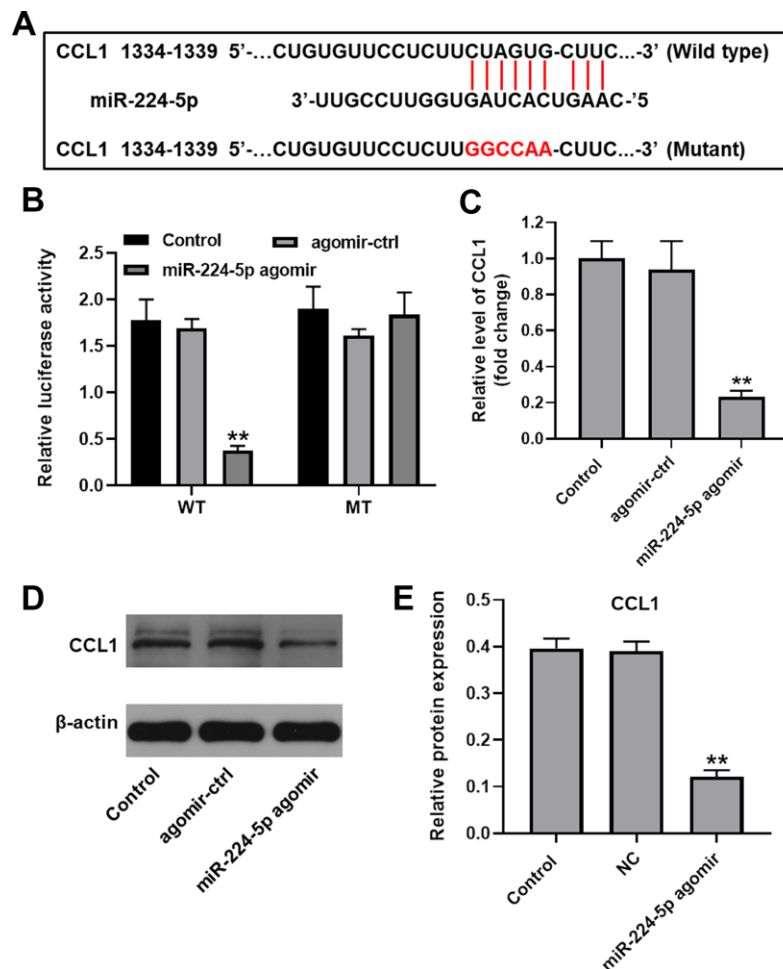 A
CCL1 1334-1339 5'-...CUGUGUUCCUCUUCUAGUG-CUUC...-3' (Wild type)
miR-224-5p 3'-UUGCCUUGGUGAUCACUGAAC-'5
CCL1 1334-1339 5'-...CUGUGUUCCUCUUGGCCAA-CUUC...-3' (Mutant)
B
Control
agomir-ctrl
miR-224-5p agomir
Relative luciferase activity
2.5
2.0
1.5
1.0
0.5
0.0
**
WT
MT
C
Relative level of CCL1
(fold change)
1.2
1.0
0.8
0.6
0.4
0.2
0.0
**
Control
agomir-ctrl
miR-224-5p agomir
D
CCL1
β-actin
Control
agomir-ctrl
miR-224-5p agomir
E
CCL1
Relative protein expression
0.5
0.4
0.3
0.2
0.1
0.0
**
Control
NC
miR-224-5p agomir